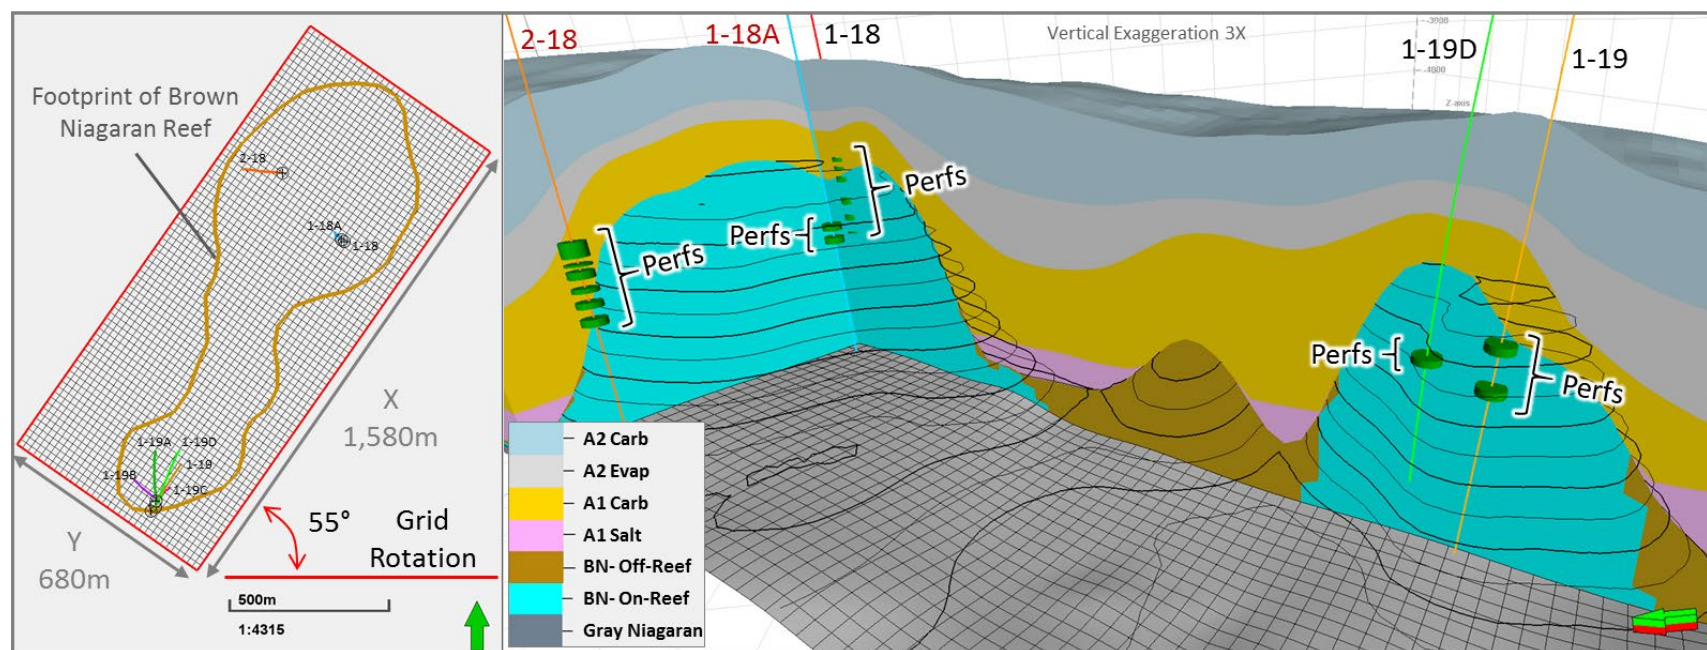 Footprint of Brown
Niagaran Reef
2-18
1-18A
1-18
X
1,580m
1-19A
1-19D
1-19B
1-19
1-19C
Y
680m
55°
Grid
Rotation
500m
1:4315
2-18
1-18A
1-18
Vertical Exaggeration 3X
1-19D
1-19
-4000
Z-axis
Perfs
Perfs
Perfs
Perfs
Perfs
A2 Carb
A2 Evap
A1 Carb
A1 Salt
BN- Off-Reef
BN- On-Reef
Gray Niagaran